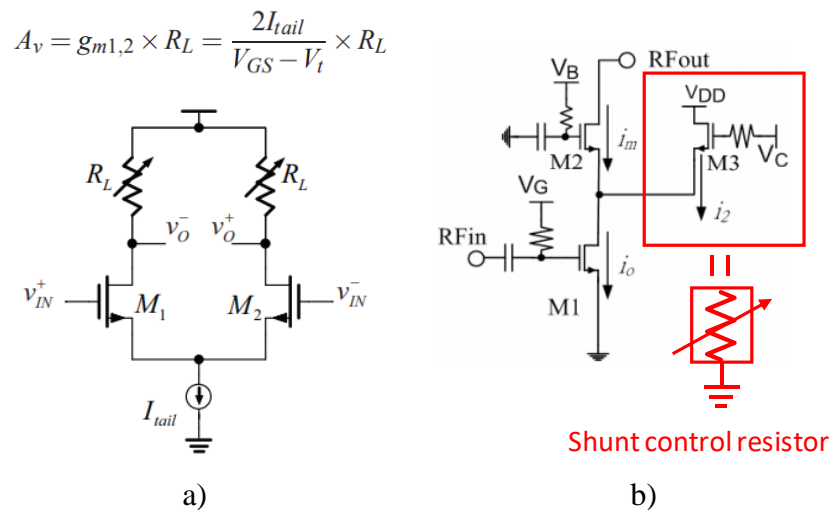 A_v = g_{m1,2} × R_L = \frac{2I_{tail}}{V_{GS} − V_t} × R_L
R_L
R_L
v_O^-
v_O^+
v_{IN}^+
M_1
M_2
v_{IN}^-
I_{tail}
a)
RFout
V_B
V_{DD}
i_m
M2
M3
V_C
V_G
i_2
RFin
i_o
M1
Shunt control resistor
b)